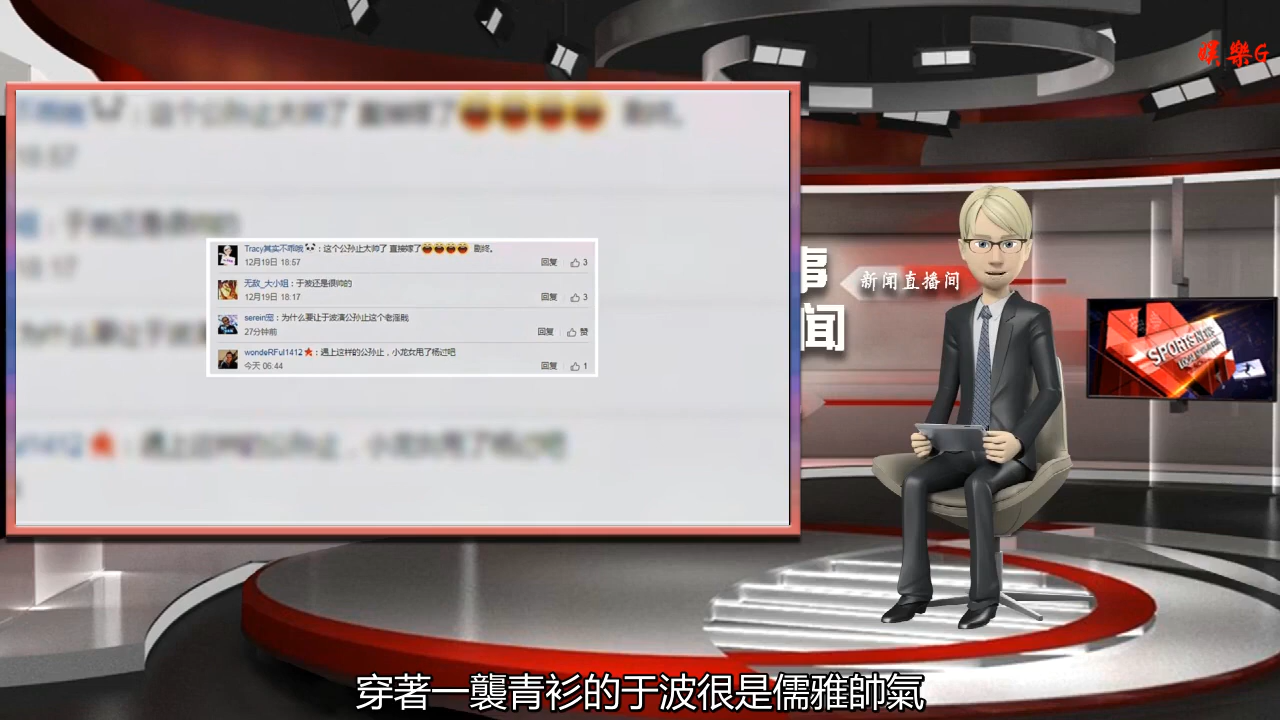 娱樂G
Tracy其实不乖哦：这个公孙止太帅了 直接嫁了 剧终。
12月19日 18:57
回复 3
无敌_大小姐：于波还是很帅的
12月19日 18:17
回复 3
serein宽：为什么要让于波演公孙止这个老淫贼
27分钟前
回复 赞
wondeRFul1412：遇上这样的公孙止，小龙女甩了杨过吧
今天 06:44
回复 1
事
闻
新闻直播间
SPORTS
穿著一襲青衫的于波很是儒雅帥氣